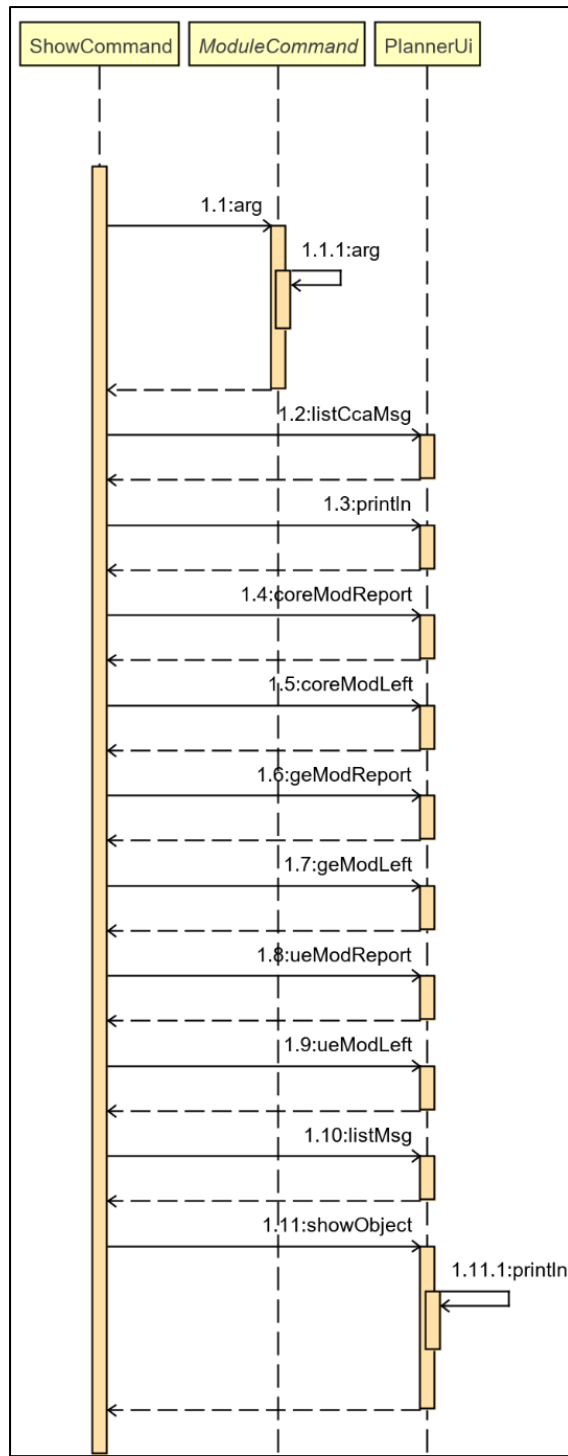 ShowCommand ModuleCommand PlannerUi
1.1:arg
1.1.1:arg
1.2:listCcaMsg
1.3:println
1.4:coreModReport
1.5:coreModLeft
1.6:geModReport
1.7:geModLeft
1.8:ueModReport
1.9:ueModLeft
1.10:listMsg
1.11:showObject
1.11.1:println